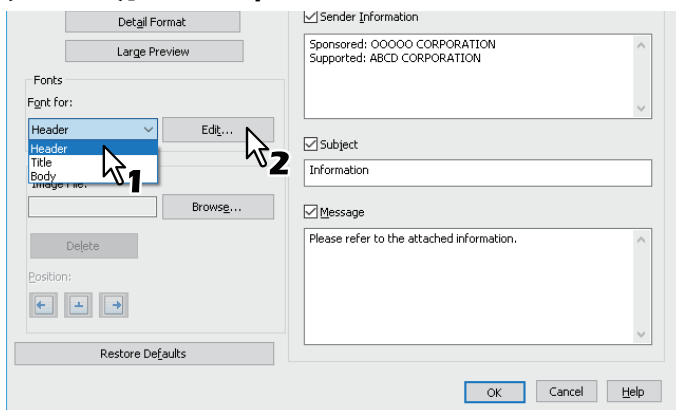 Detail Format
Large Preview
Fonts
Font for:
Header
Edit...
Header
Title
Body
1
2
Image File:
Browse...
Delete
Position:
Restore Defaults
Sender Information
Sponsored: OOOOO CORPORATION
Supported: ABCD CORPORATION
Subject
Information
Message
Please refer to the attached information.
OK
Cancel
Help